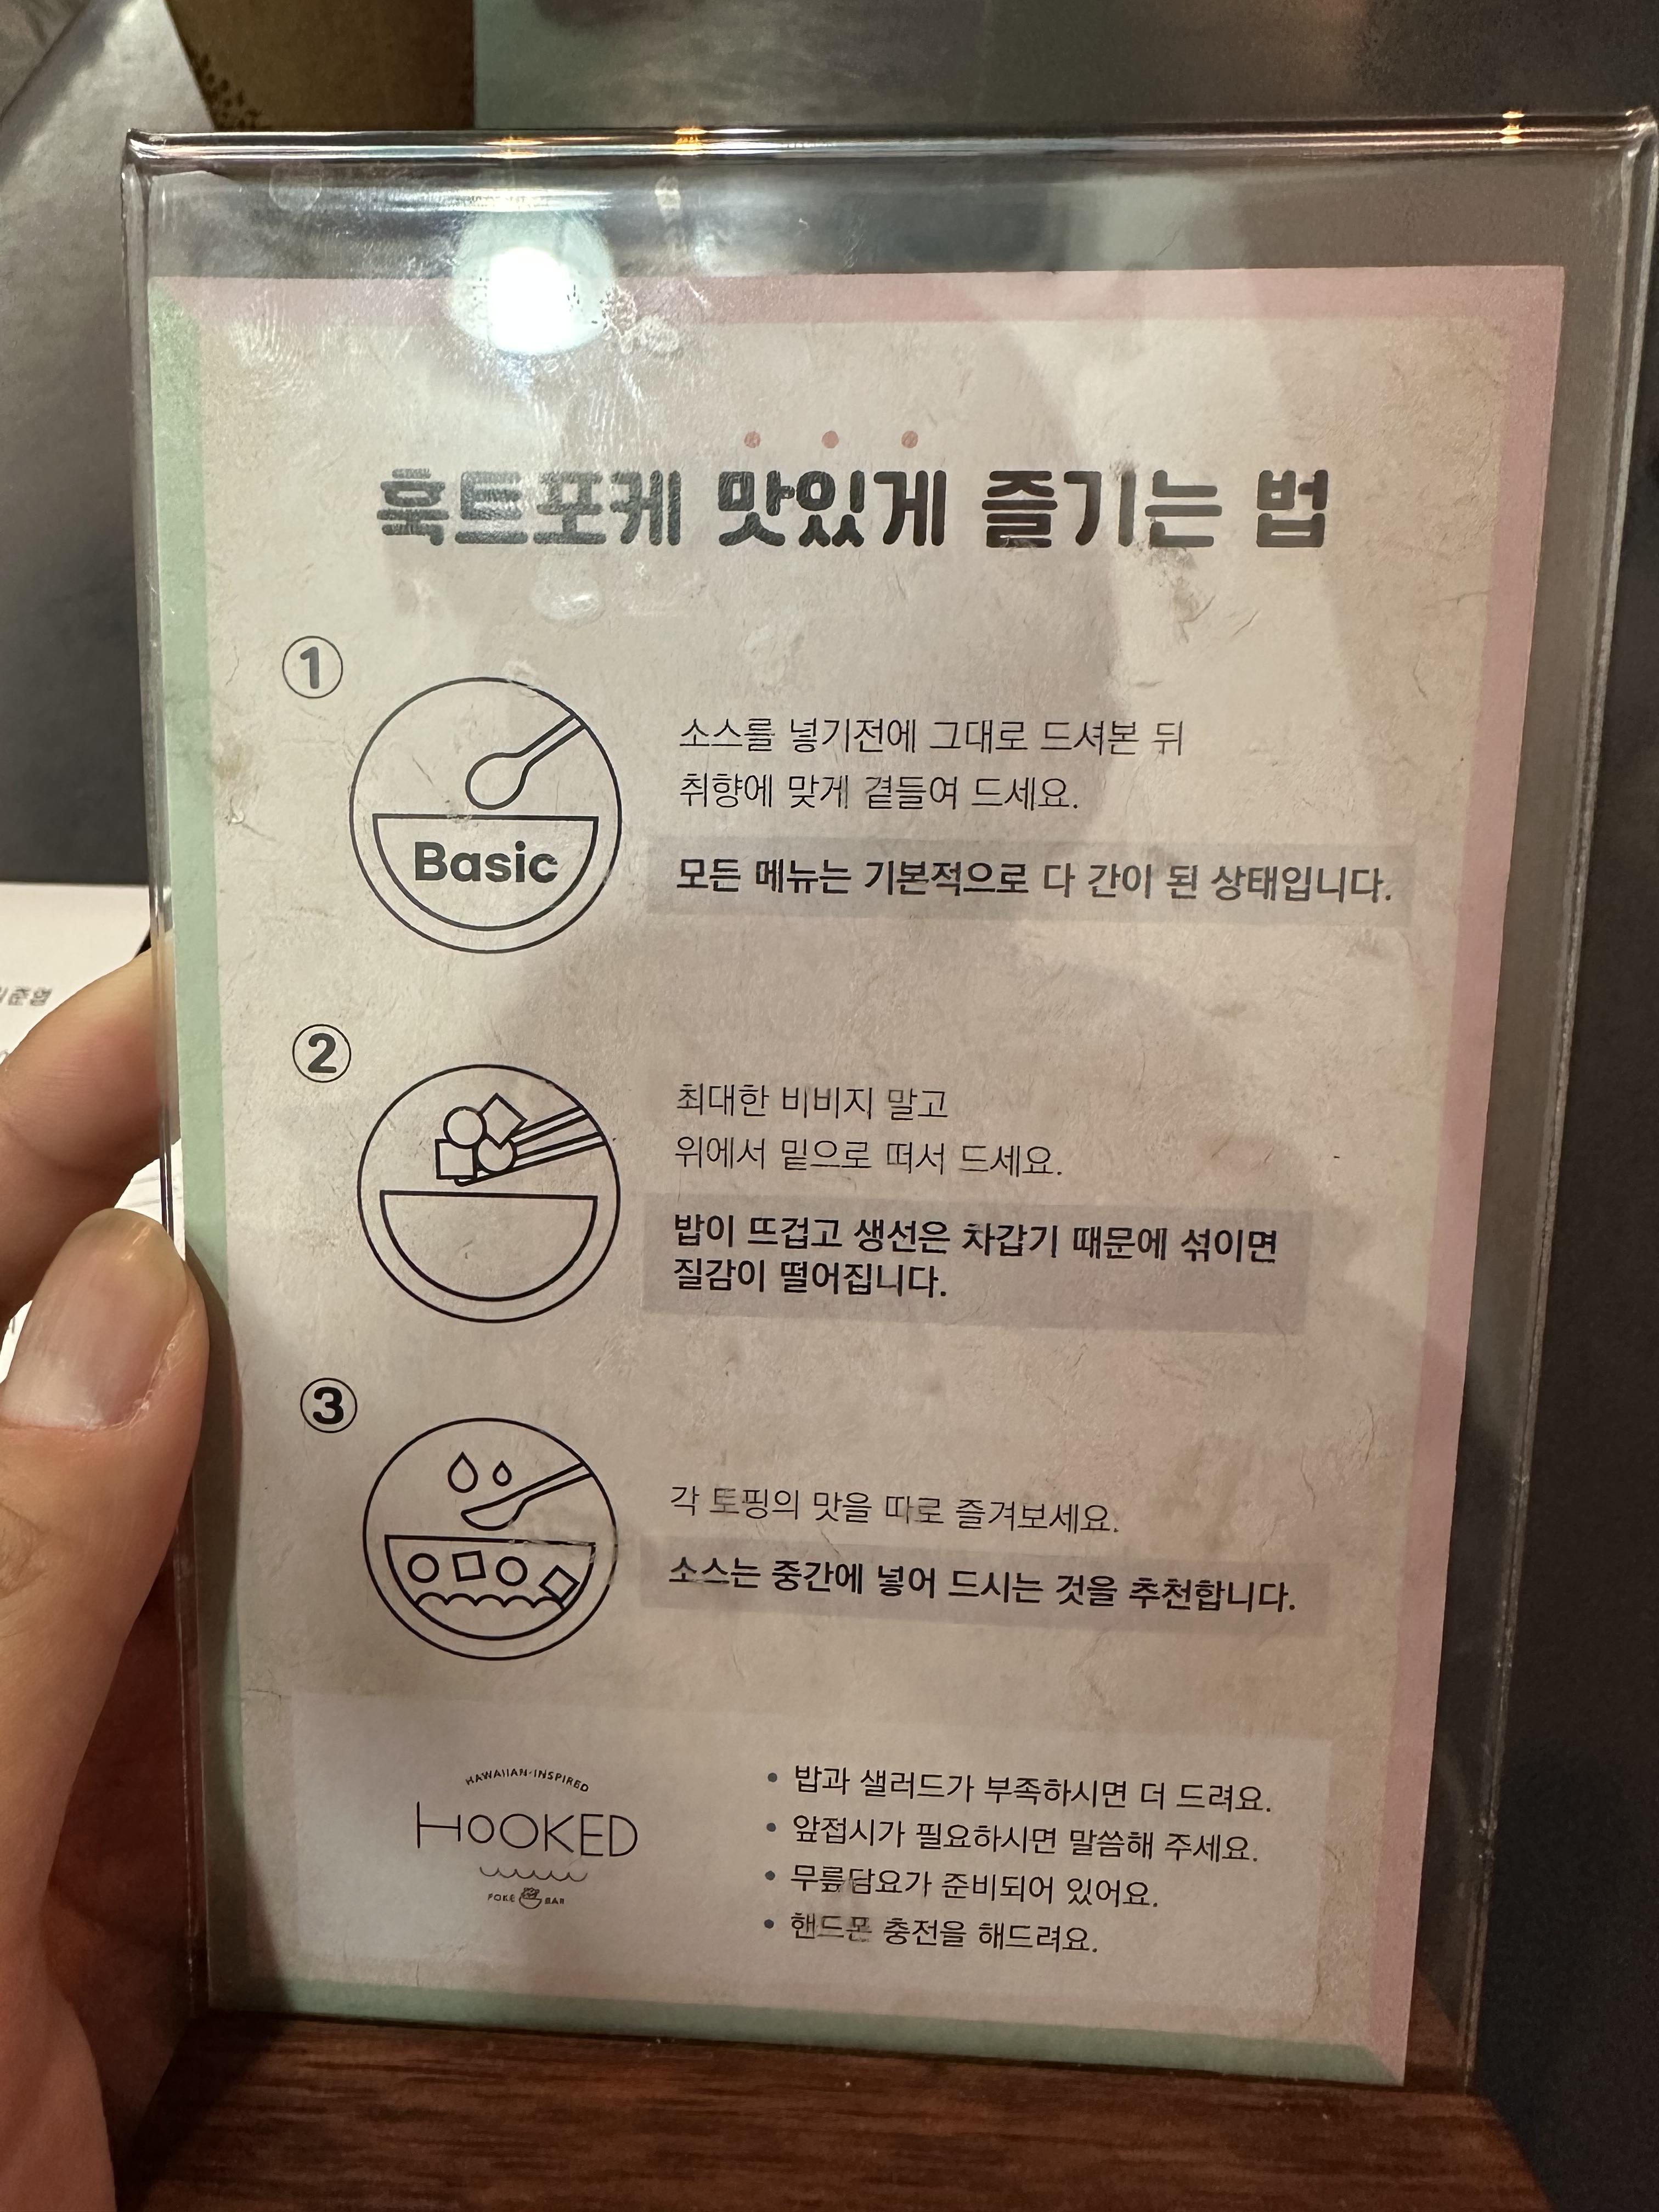 훅트포케 맛있게 즐기는 법
1
Basic
소스를 넣기전에 그대로 드셔본 뒤
취향에 맞게 곁들여 드세요.
모든 메뉴는 기본적으로 다 간이 된 상태입니다.
2
최대한 비비지 말고
위에서 밑으로 떠서 드세요.
밥이 뜨겁고 생선은 차갑기 때문에 섞이면
질감이 떨어집니다.
3
각 토핑의 맛을 따로 즐겨보세요.
소스는 중간에 넣어 드시는 것을 추천합니다.
HAWAIIAN-INSPIRED
HOOKED
POKÉ BAR
• 밥과 샐러드가 부족하시면 더 드려요.
• 앞접시가 필요하시면 말씀해 주세요.
• 무릎담요가 준비되어 있어요.
• 핸드폰 충전을 해드려요.